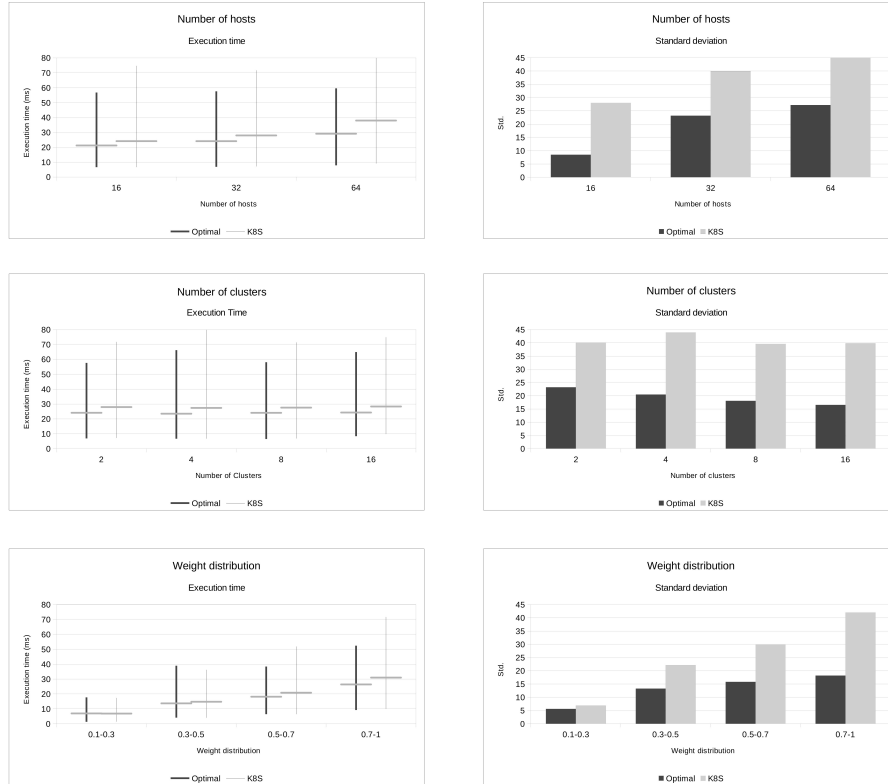 Number of hosts
Execution time
80
70
60
50
40
30
20
10
0
Execution time (ms)
16 32 64
Number of hosts
Optimal K8S
Number of hosts
Standard deviation
45
40
35
30
25
20
15
10
5
0
Std.
16 32 64
Number of hosts
Optimal K8S
Number of clusters
Execution Time
80
70
60
50
40
30
20
10
0
Execution time (ms)
2 4 8 16
Number of Clusters
Optimal K8S
Number of clusters
Standard deviation
45
40
35
30
25
20
15
10
5
0
Std.
2 4 8 16
Number of clusters
Optimal K8S
Weight distribution
Execution time
80
70
60
50
40
30
20
10
0
Execution time (ms)
0.1-0.3 0.3-0.5 0.5-0.7 0.7-1
Weight distribution
Optimal K8S
Weight distribution
Standard deviation
45
40
35
30
25
20
15
10
5
0
Std.
0.1-0.3 0.3-0.5 0.5-0.7 0.7-1
Weight distribution
Optimal K8S